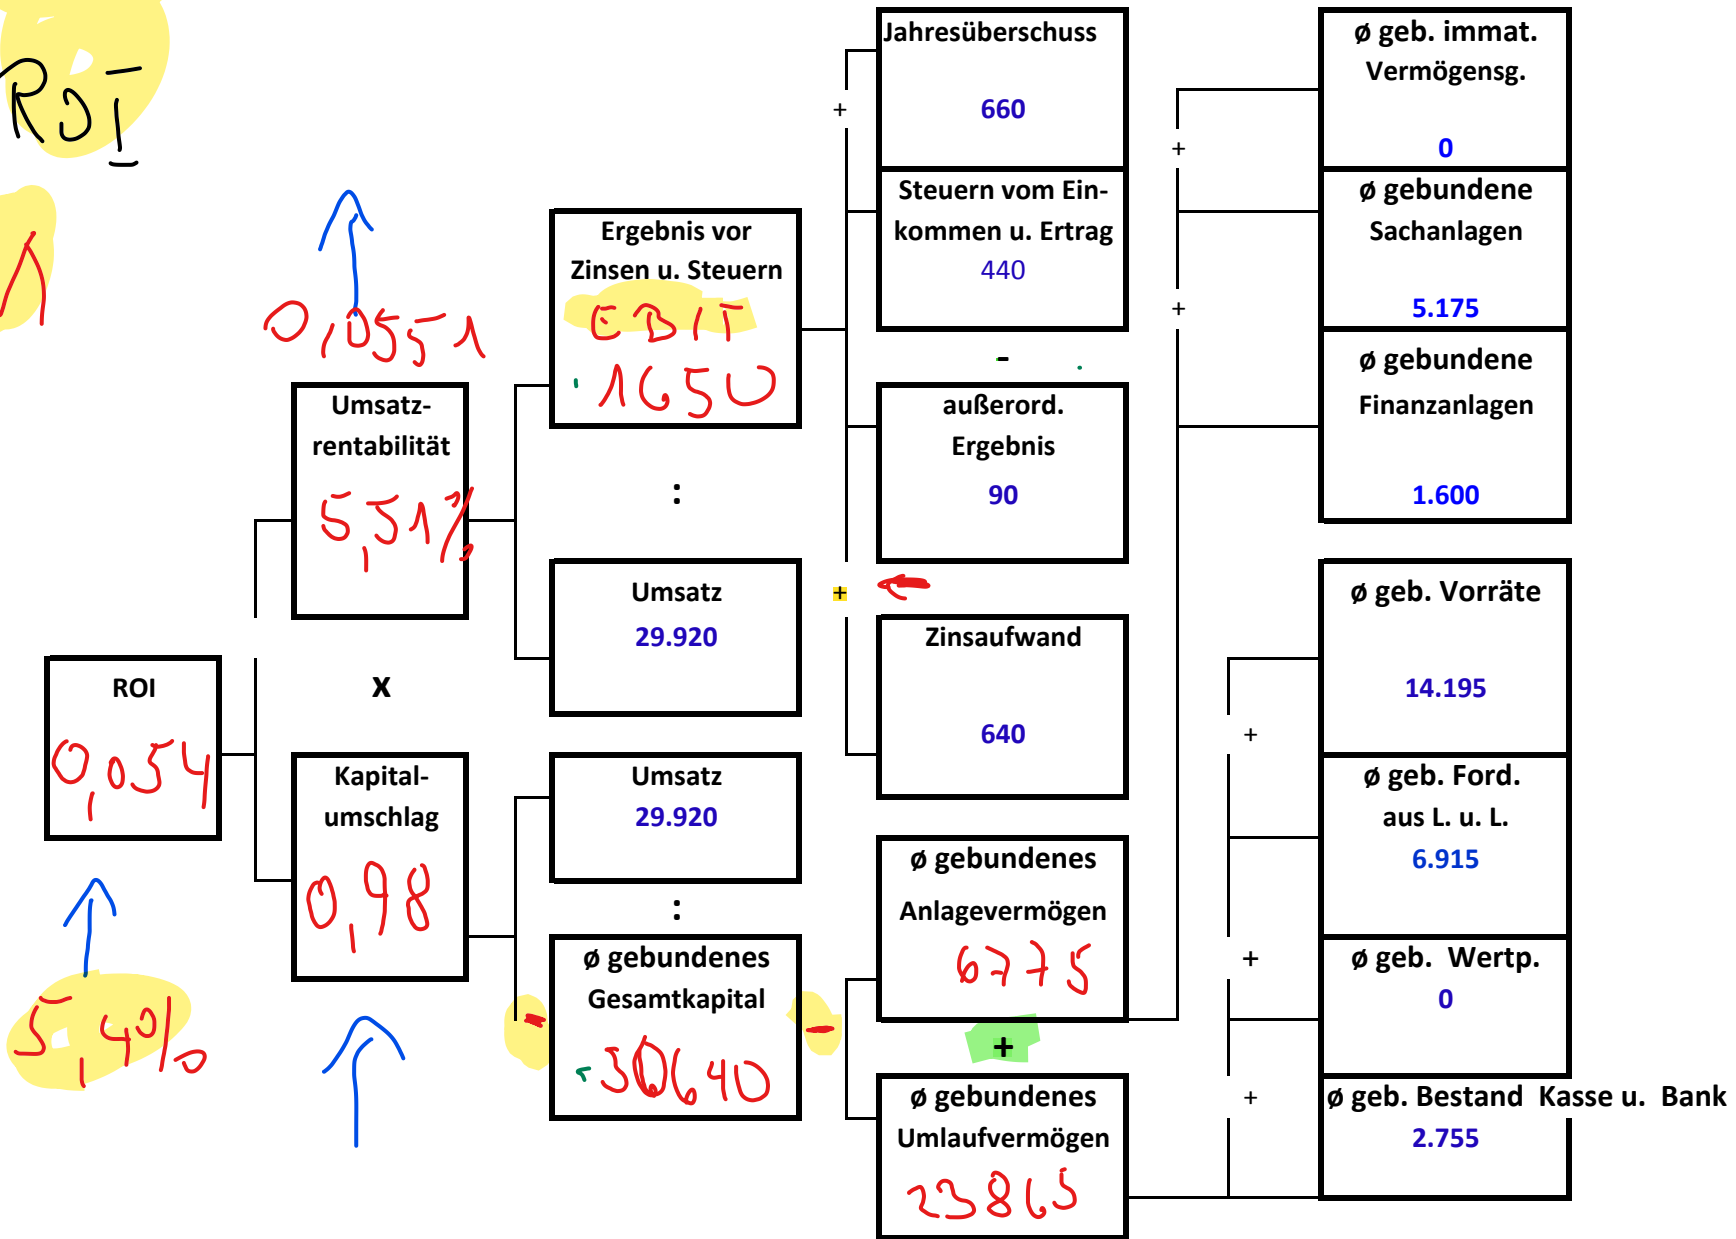 ROI
1
0,0551
Umsatz-
rentabilität
5,51%
ROI
0,054
5,4%
x
Kapital-
umschlag
0,98
Ergebnis vor
Zinsen u. Steuern
EBIT
1650
:
Umsatz
29.920
Umsatz
29.920
:
ø gebundenes
Gesamtkapital
30640
-
-
+
Jahresüberschuss
660
Steuern vom Ein-
kommen u. Ertrag
440
-
außerord.
Ergebnis
90
+
Zinsaufwand
640
ø gebundenes
Anlagevermögen
6775
+
ø gebundenes
Umlaufvermögen
23865
+
+
ø geb. immat.
Vermögensg.
0
ø gebundene
Sachanlagen
5.175
ø gebundene
Finanzanlagen
1.600
ø geb. Vorräte
14.195
+
ø geb. Ford.
aus L. u. L.
6.915
+
ø geb. Wertp.
0
+
ø geb. Bestand Kasse u. Bank
2.755